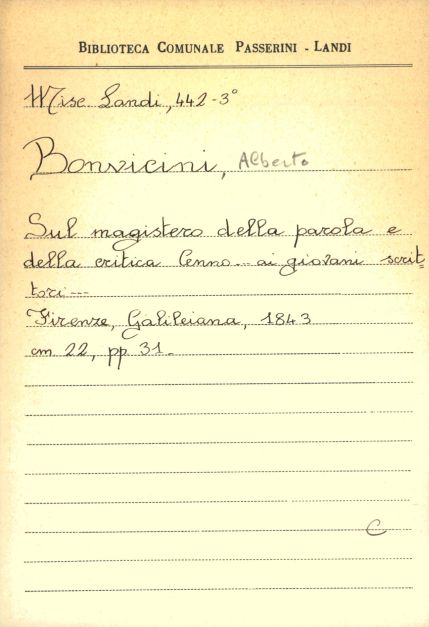 BIBLIOTECA COMUNALE PASSERINI - LANDI
Misc. Landi, 442-3°
Bonvicini, Alberto
Sul magistero della parola e
della critica Cenno... ai giovani scrit=
tori---
Firenze, Galileiana, 1843
cm 22, pp 31.
C